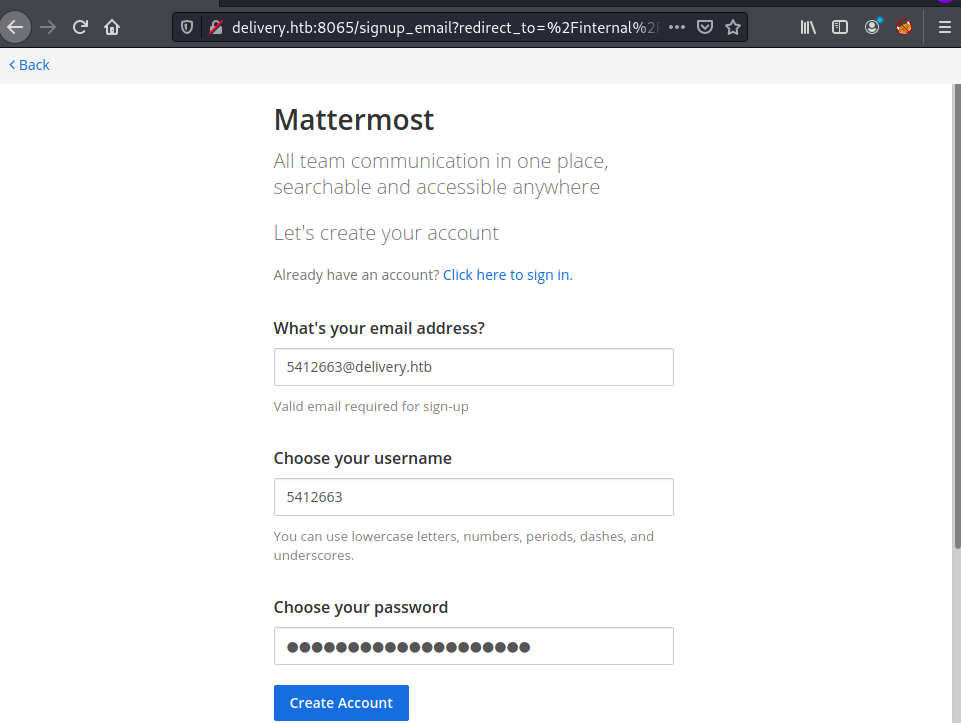 delivery.htb:8065/signup_email?redirect_to=%2Finternal%2
Back
Mattermost
All team communication in one place,
searchable and accessible anywhere
Let's create your account
Already have an account? Click here to sign in.
What's your email address?
5412663@delivery.htb
Valid email required for sign-up
Choose your username
5412663
You can use lowercase letters, numbers, periods, dashes, and
underscores.
Choose your password
Create Account